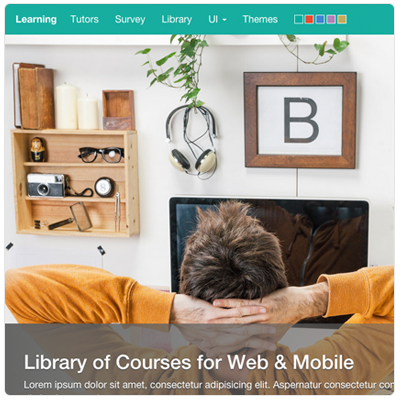 Learning Tutors Survey Library UI Themes
B
Library of Courses for Web & Mobile
Lorem ipsum dolor sit amet, consectetur adipisicing elit. Aspernatur consectetur con